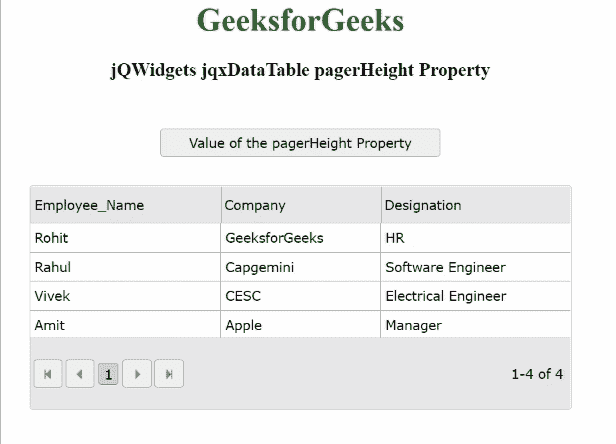 GeeksforGeeks
jQWidgets jqxDataTable pagerHeight Property
Value of the pagerHeight Property
Employee_Name Company Designation
Rohit GeeksforGeeks HR
Rahul Capgemini Software Engineer
Vivek CESC Electrical Engineer
Amit Apple Manager
1 1-4 of 4